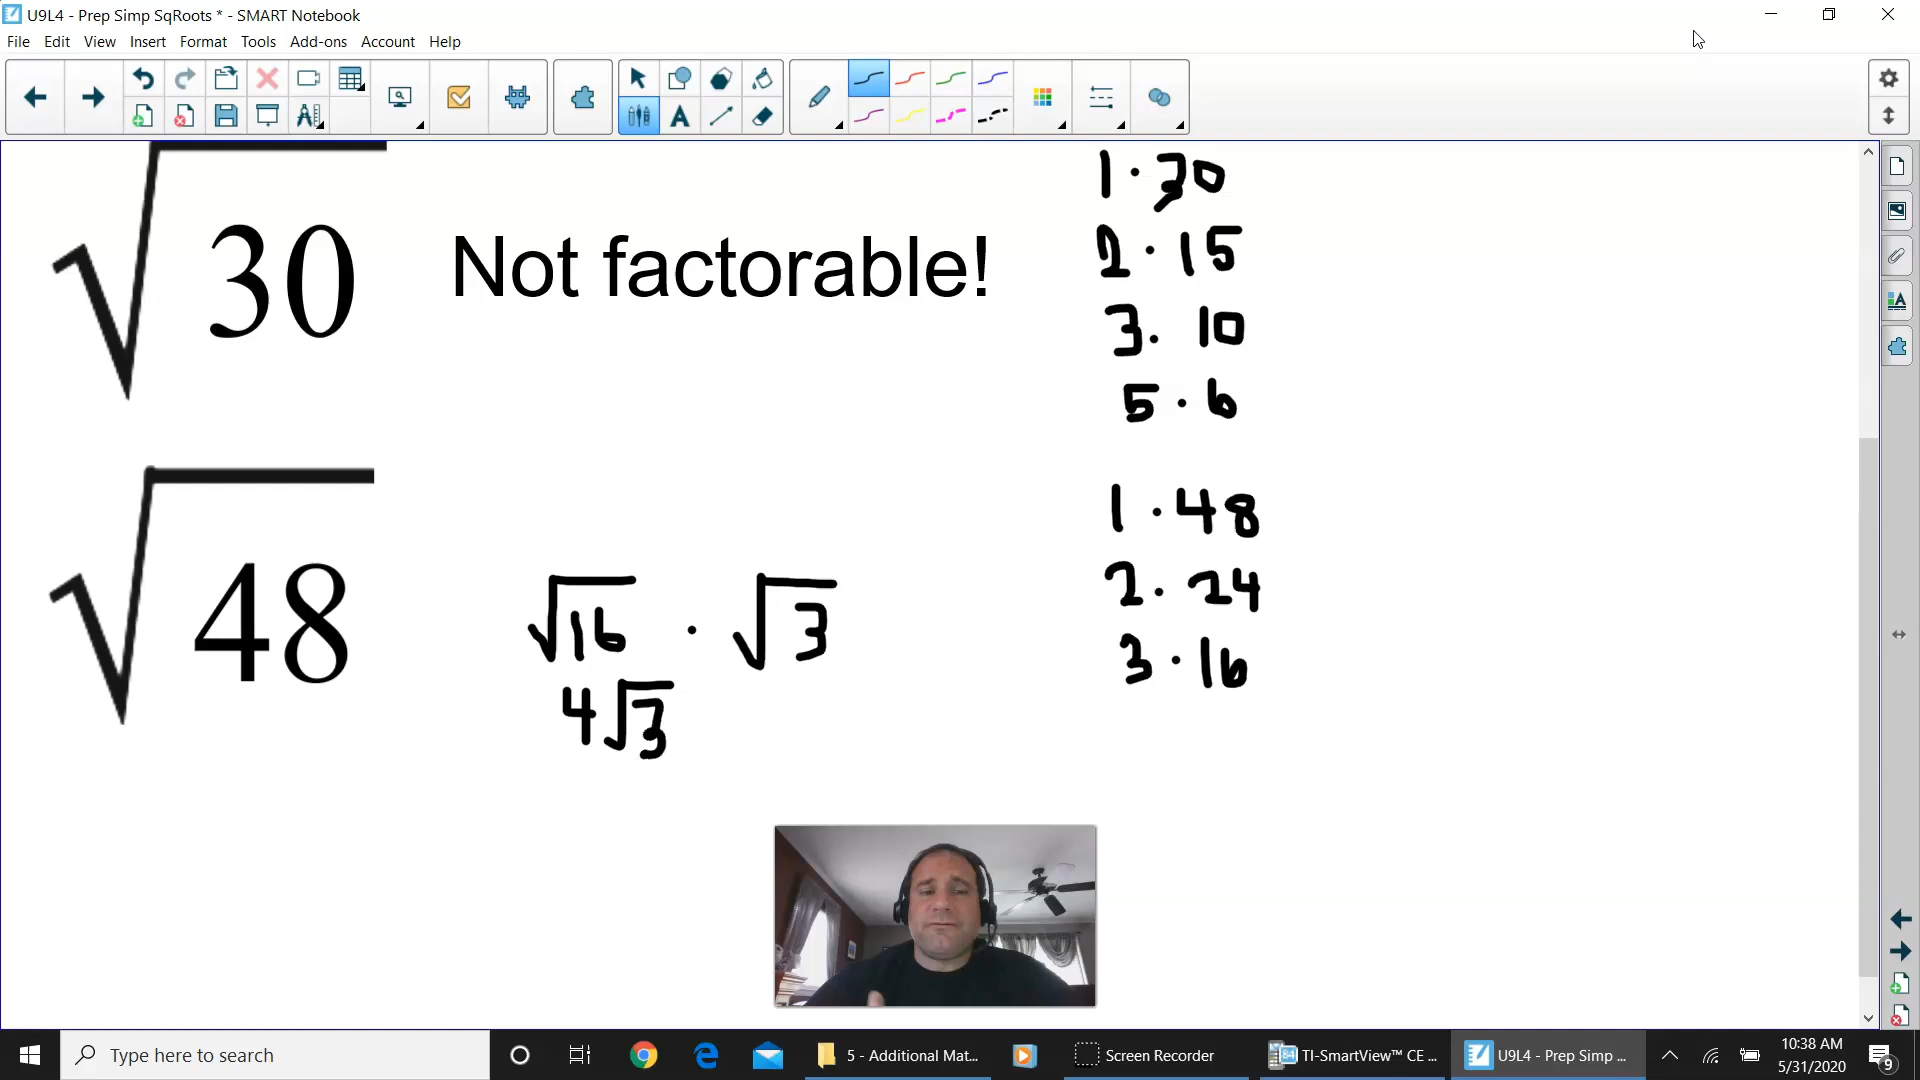 U9L4 - Prep Simp SqRoots * - SMART Notebook
File Edit View Insert Format Tools Add-ons Account Help
√30 Not factorable!
1 · 30
2 · 15
3 · 10
5 · 6
√48
1 · 48
2 · 24
3 · 16
√16 · √3
4√3
Type here to search
5 - Additional Mat...
Screen Recorder
TI-SmartView™ CE ...
U9L4 - Prep Simp ...
10:38 AM
5/31/2020
9